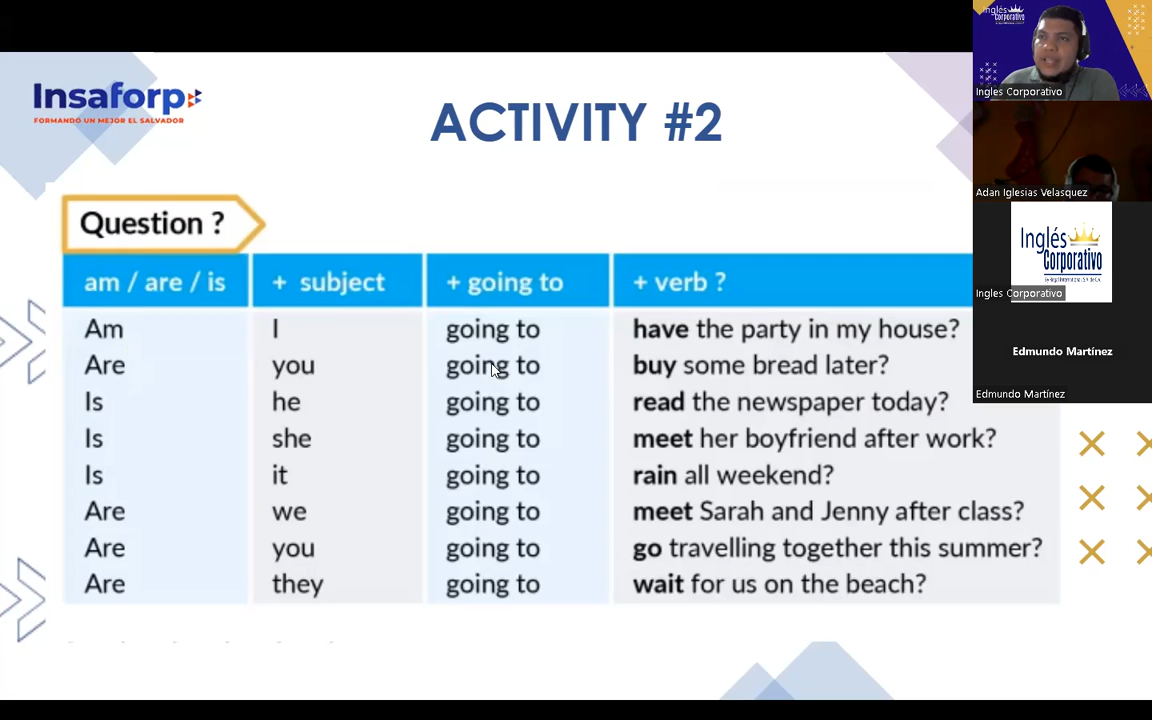 Insaforp
FORMANDO UN MEJOR EL SALVADOR
ACTIVITY #2
Question ?
am / are / is + subject + going to + verb ?
Am I going to have the party in my house?
Are you going to buy some bread later?
Is he going to read the newspaper today?
Is she going to meet her boyfriend after work?
Is it going to rain all weekend?
Are we going to meet Sarah and Jenny after class?
Are you going to go travelling together this summer?
Are they going to wait for us on the beach?
Inglés
Corporativo
Ingles Corporativo
Adan Iglesias Velasquez
Inglés
Corporativo
Ingles Corporativo
Edmundo Martínez
Edmundo Martínez